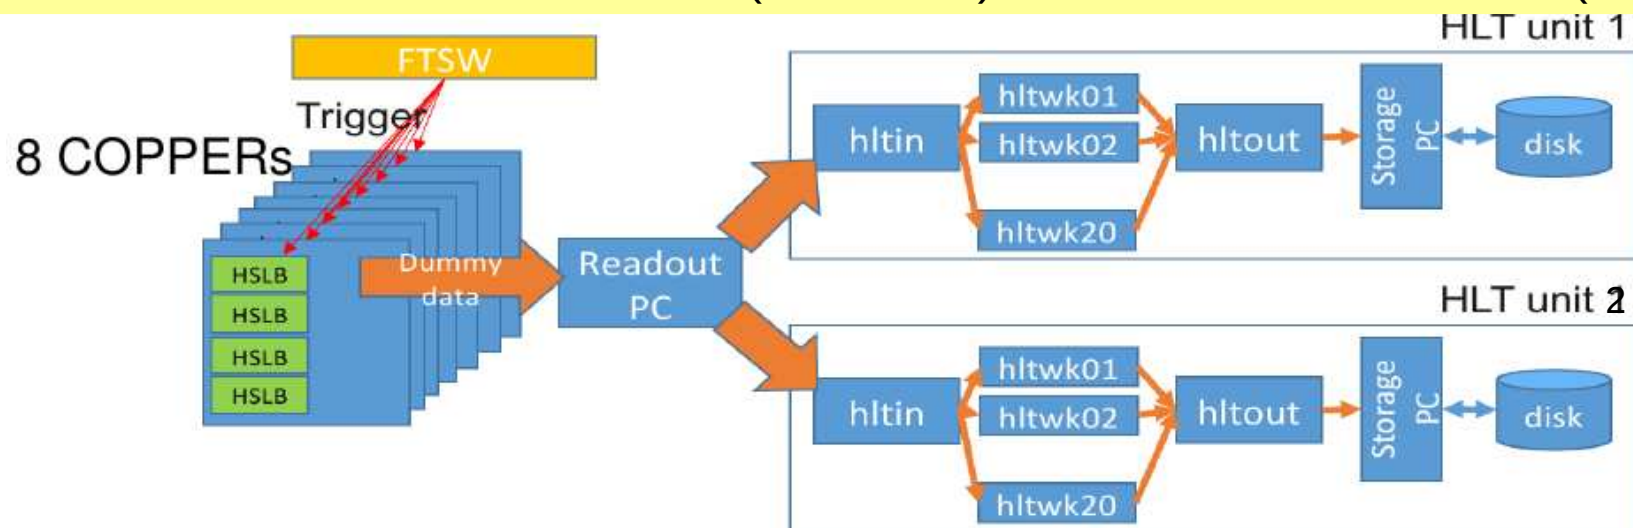 HLT unit 1
FTSW
Trigger
8 COPPERs
HSLB
HSLB
HSLB
HSLB
Dummy
data
Readout
PC
hltin
hltwk01
hltwk02
hltwk20
hltout
Storage
PC
disk
HLT unit 2
hltin
hltwk01
hltwk02
hltwk20
hltout
Storage
PC
disk